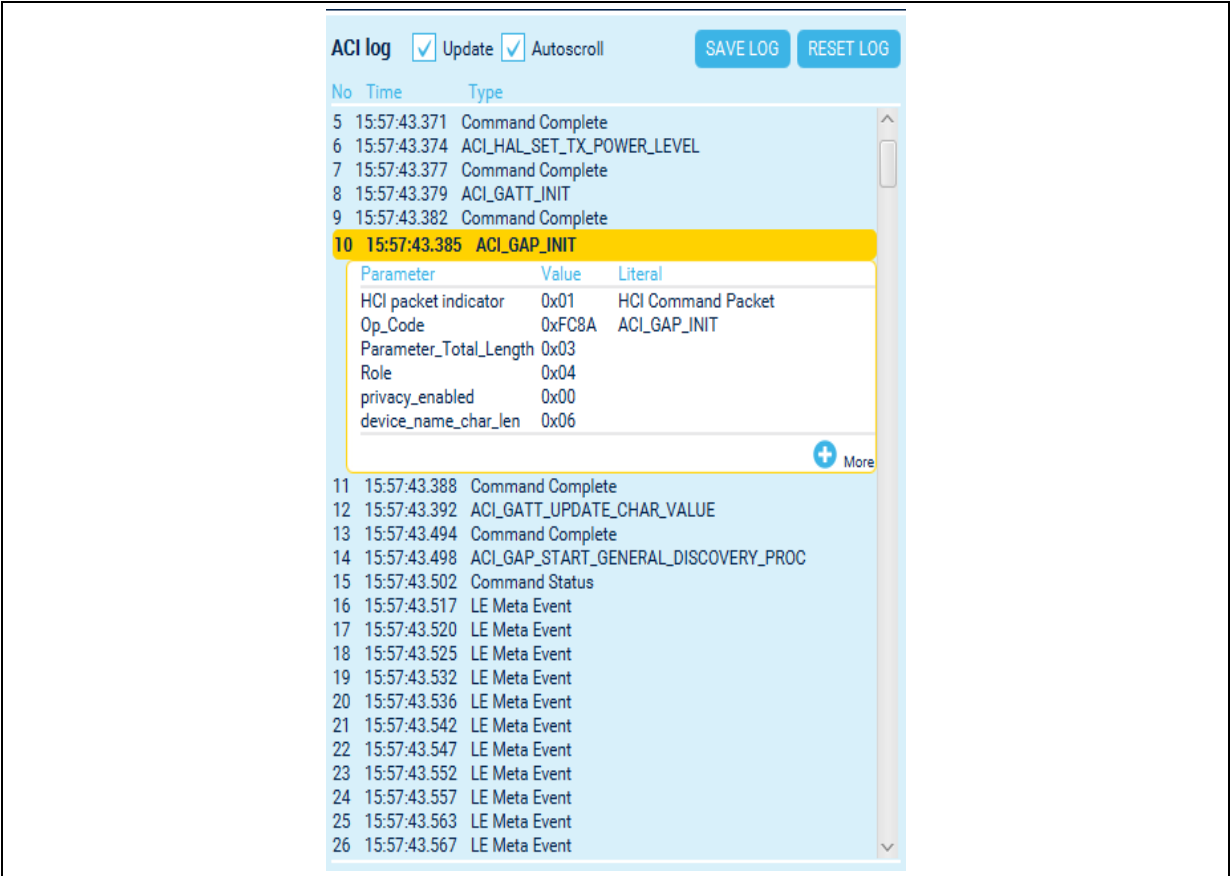 ACI log Update Autoscroll SAVE LOG RESET LOG
No Time Type
5 15:57:43.371 Command Complete
6 15:57:43.374 ACI_HAL_SET_TX_POWER_LEVEL
7 15:57:43.377 Command Complete
8 15:57:43.379 ACI_GATT_INIT
9 15:57:43.382 Command Complete
10 15:57:43.385 ACI_GAP_INIT
Parameter Value Literal
HCI packet indicator 0x01 HCI Command Packet
Op_Code 0xFC8A ACI_GAP_INIT
Parameter_Total_Length 0x03
Role 0x04
privacy_enabled 0x00
device_name_char_len 0x06
More
11 15:57:43.388 Command Complete
12 15:57:43.392 ACI_GATT_UPDATE_CHAR_VALUE
13 15:57:43.494 Command Complete
14 15:57:43.498 ACI_GAP_START_GENERAL_DISCOVERY_PROC
15 15:57:43.502 Command Status
16 15:57:43.517 LE Meta Event
17 15:57:43.520 LE Meta Event
18 15:57:43.525 LE Meta Event
19 15:57:43.532 LE Meta Event
20 15:57:43.536 LE Meta Event
21 15:57:43.542 LE Meta Event
22 15:57:43.547 LE Meta Event
23 15:57:43.552 LE Meta Event
24 15:57:43.557 LE Meta Event
25 15:57:43.563 LE Meta Event
26 15:57:43.567 LE Meta Event